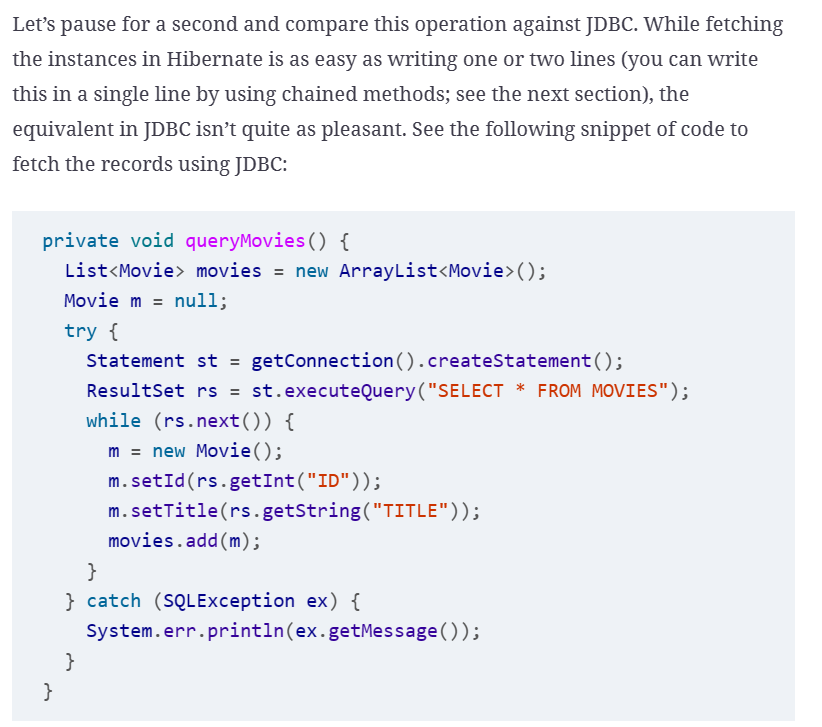 Let’s pause for a second and compare this operation against JDBC. While fetching
the instances in Hibernate is as easy as writing one or two lines (you can write
this in a single line by using chained methods; see the next section), the
equivalent in JDBC isn’t quite as pleasant. See the following snippet of code to
fetch the records using JDBC:
private void queryMovies() {
  List<Movie> movies = new ArrayList<Movie>();
  Movie m = null;
  try {
    Statement st = getConnection().createStatement();
    ResultSet rs = st.executeQuery("SELECT * FROM MOVIES");
    while (rs.next()) {
      m = new Movie();
      m.setId(rs.getInt("ID"));
      m.setTitle(rs.getString("TITLE"));
      movies.add(m);
    }
  } catch (SQLException ex) {
    System.err.println(ex.getMessage());
  }
}